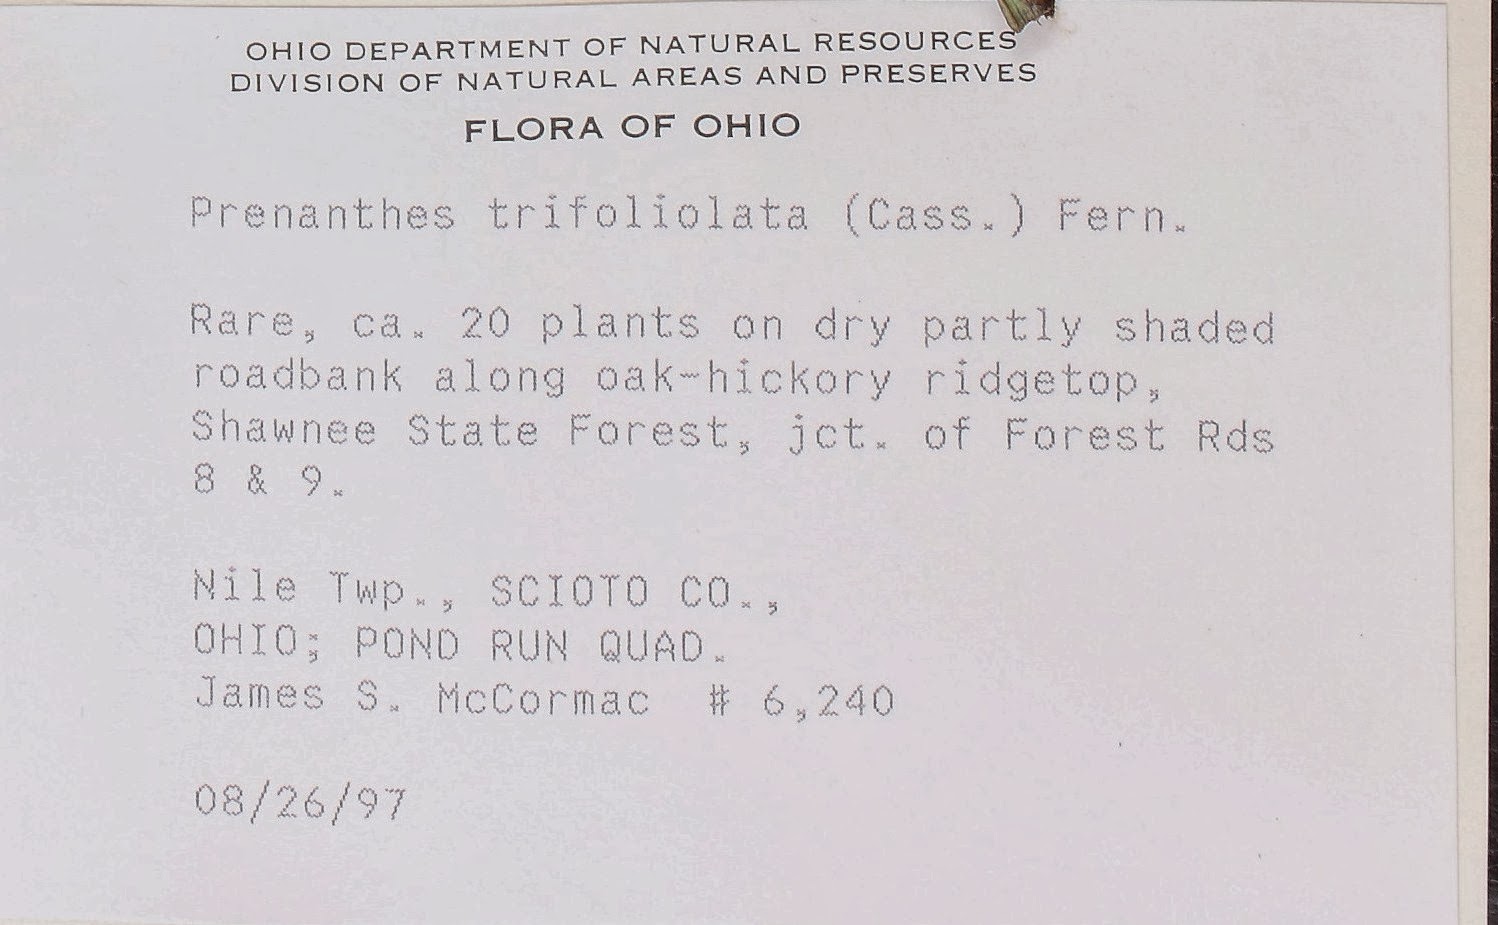 OHIO DEPARTMENT OF NATURAL RESOURCES
DIVISION OF NATURAL AREAS AND PRESERVES
FLORA OF OHIO
Prenanthes trifoliolata (Cass.) Fern.
Rare, ca. 20 plants on dry partly shaded
roadbank along oak-hickory ridgetop,
Shawnee State Forest, jct. of Forest Rds
8 & 9.
Nile Twp., SCIOTO CO.,
OHIO; POND RUN QUAD.
James S. McCormac # 6,240
08/26/97